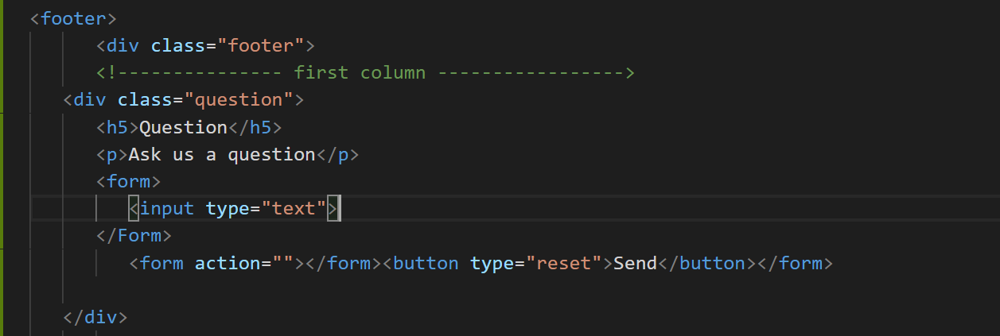 <footer>
<div class="footer">
<!--------------- first column ----------------->
<div class="question">
<h5>Question</h5>
<p>Ask us a question</p>
<form>
<input type="text">
</Form>
<form action=""></form><button type="reset">Send</button></form>
</div>